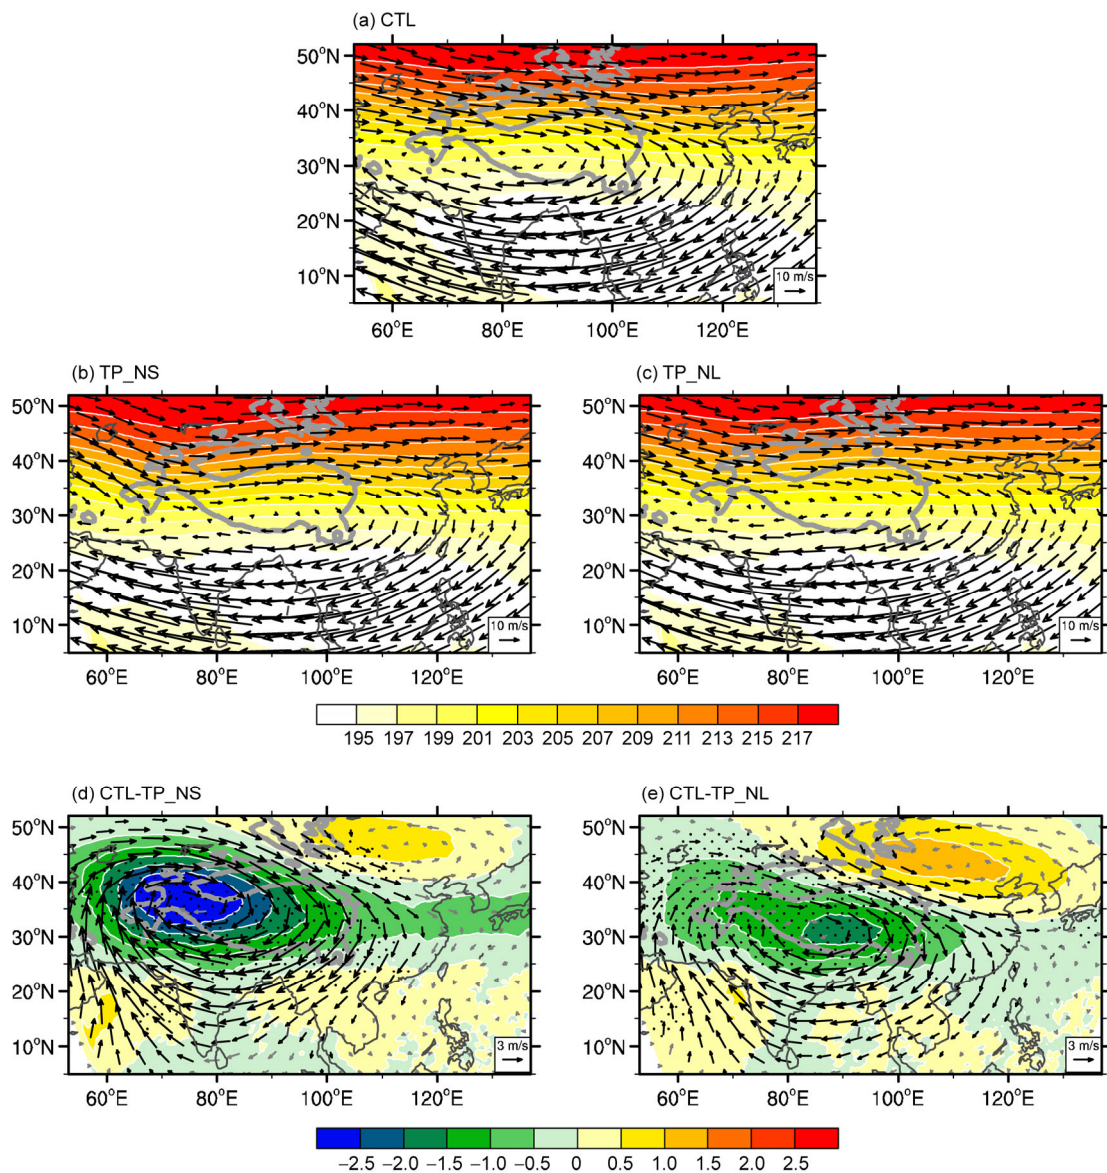 (a) CTL
50°N
40°N
30°N
20°N
10°N
10 m/s
60°E 80°E 100°E 120°E
(b) TP_NS (c) TP_NL
50°N 50°N
40°N 40°N
30°N 30°N
20°N 20°N
10°N 10°N
10 m/s 10 m/s
60°E 80°E 100°E 120°E 60°E 80°E 100°E 120°E
195 197 199 201 203 205 207 209 211 213 215 217
(d) CTL-TP_NS (e) CTL-TP_NL
50°N 50°N
40°N 40°N
30°N 30°N
20°N 20°N
10°N 10°N
3 m/s 3 m/s
60°E 80°E 100°E 120°E 60°E 80°E 100°E 120°E
−2.5 −2.0 −1.5 −1.0 −0.5 0 0.5 1.0 1.5 2.0 2.5